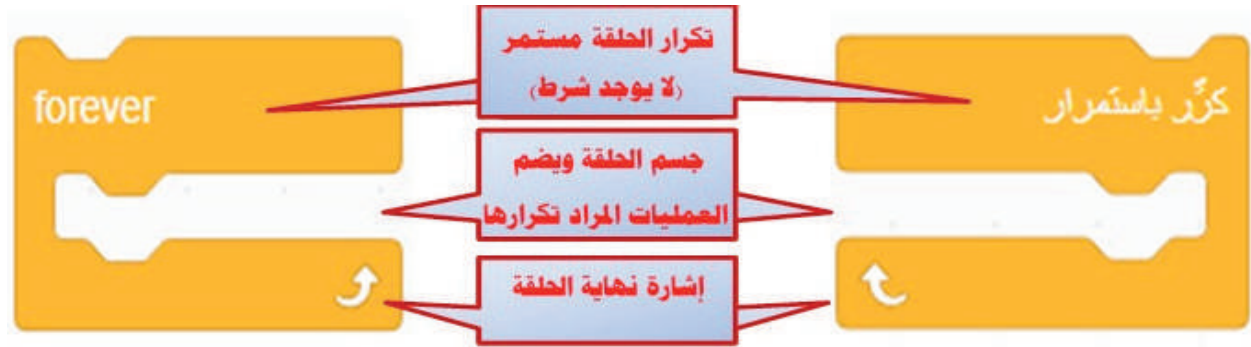 forever
تكرار الحلقة مستمر
(لا يوجد شرط)
كرِّر باستمرار
جسم الحلقة ويضم
العمليات المراد تكرارها
إشارة نهاية الحلقة